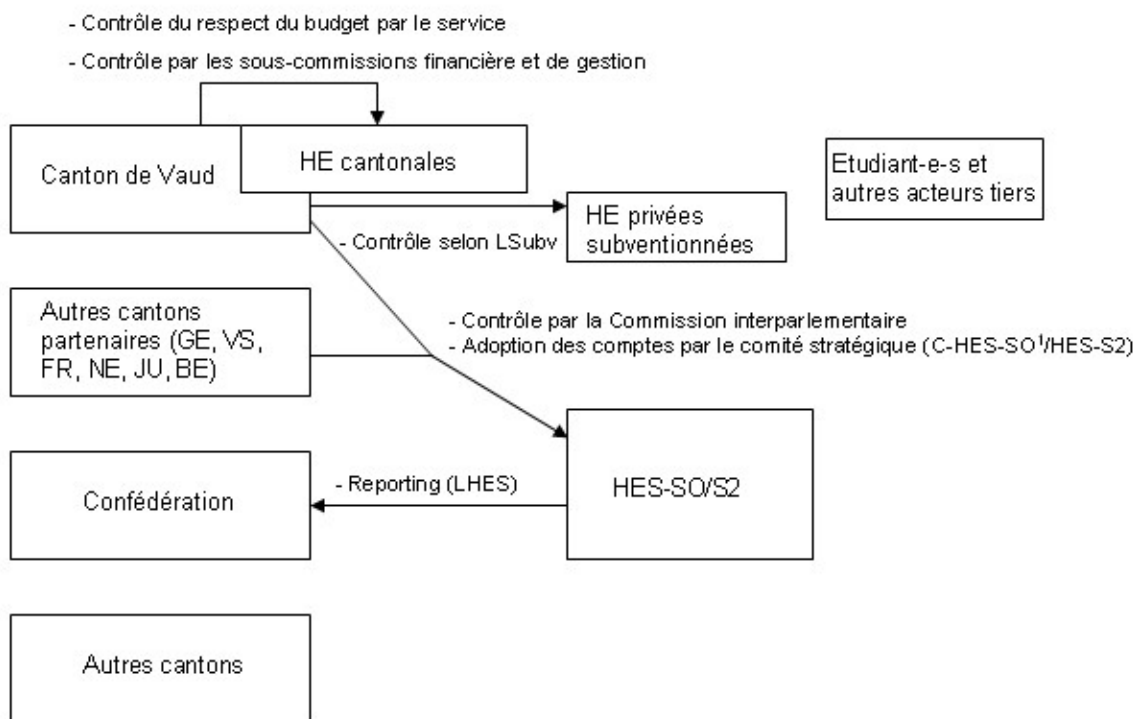 - Contrôle du respect du budget par le service
- Contrôle par les sous-commissions financière et de gestion
Canton de Vaud
HE cantonales
Etudiant-e-s et
autres acteurs tiers
HE privées
subventionnées
- Contrôle selon LSubv
Autres cantons
partenaires (GE, VS,
FR, NE, JU, BE)
- Contrôle par la Commission interparlementaire
- Adoption des comptes par le comité stratégique (C-HES-SO¹/HES-S2)
Confédération
- Reporting (LHES)
HES-SO/S2
Autres cantons